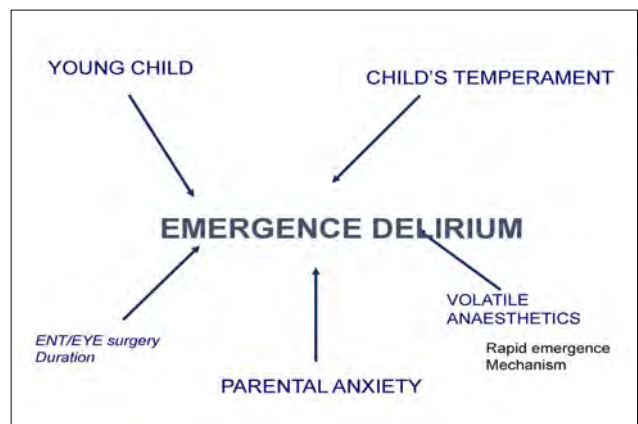 YOUNG CHILD
CHILD'S TEMPERAMENT
EMERGENCE DELIRIUM
ENT/EYE surgery
Duration
VOLATILE
ANAESTHETICS
Rapid emergence
Mechanism
PARENTAL ANXIETY